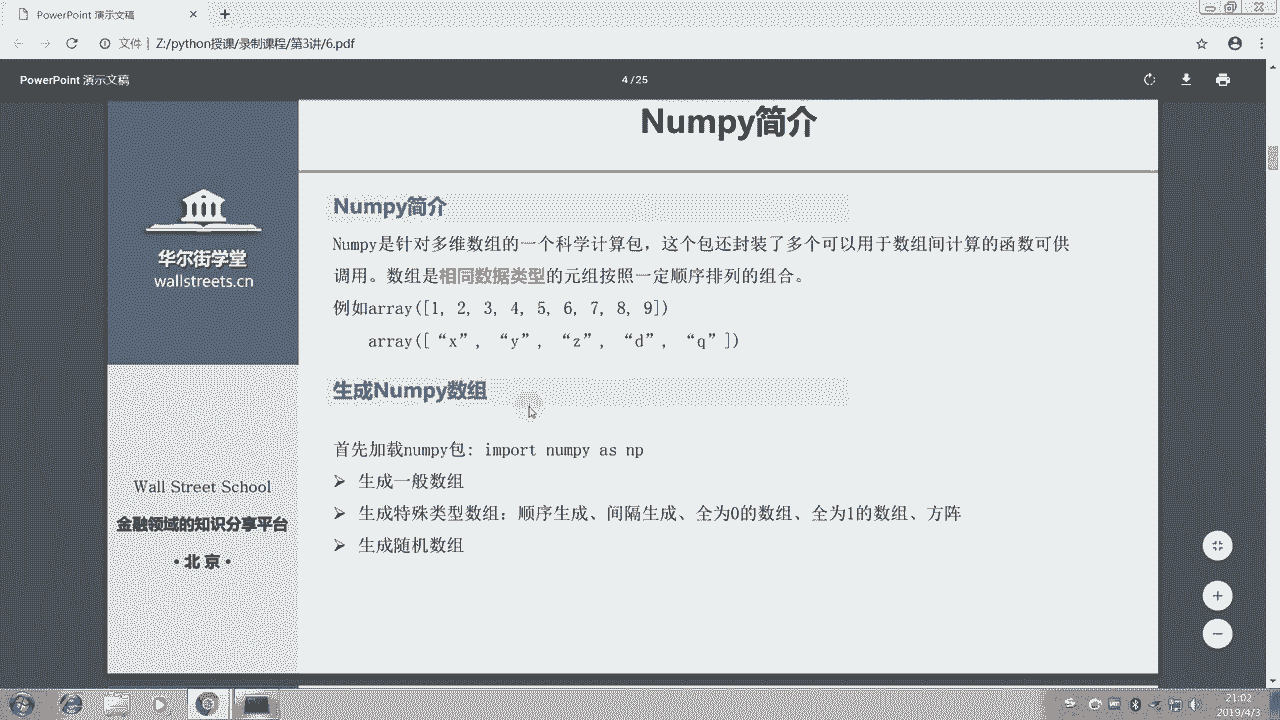 PowerPoint 演示文稿
文件 | Z:/python授课/录制课程/第3讲/6.pdf
PowerPoint 演示文稿
4 / 25
Numpy简介
华尔街学堂
wallstreets.cn
Wall Street School
金融领域的知识分享平台
• 北 京 •
Numpy简介
Numpy是针对多维数组的一个科学计算包，这个包还封装了多个可以用于数组间计算的函数可供
调用。数组是相同数据类型的元组按照一定顺序排列的组合。
例如array([1, 2, 3, 4, 5, 6, 7, 8, 9])
array([“x”, “y”, “z”, “d”, “q”])
生成Numpy数组
首先加载numpy包: import numpy as np
➢ 生成一般数组
➢ 生成特殊类型数组：顺序生成、间隔生成、全为0的数组、全为1的数组、方阵
➢ 生成随机数组
21:02
2019/4/3